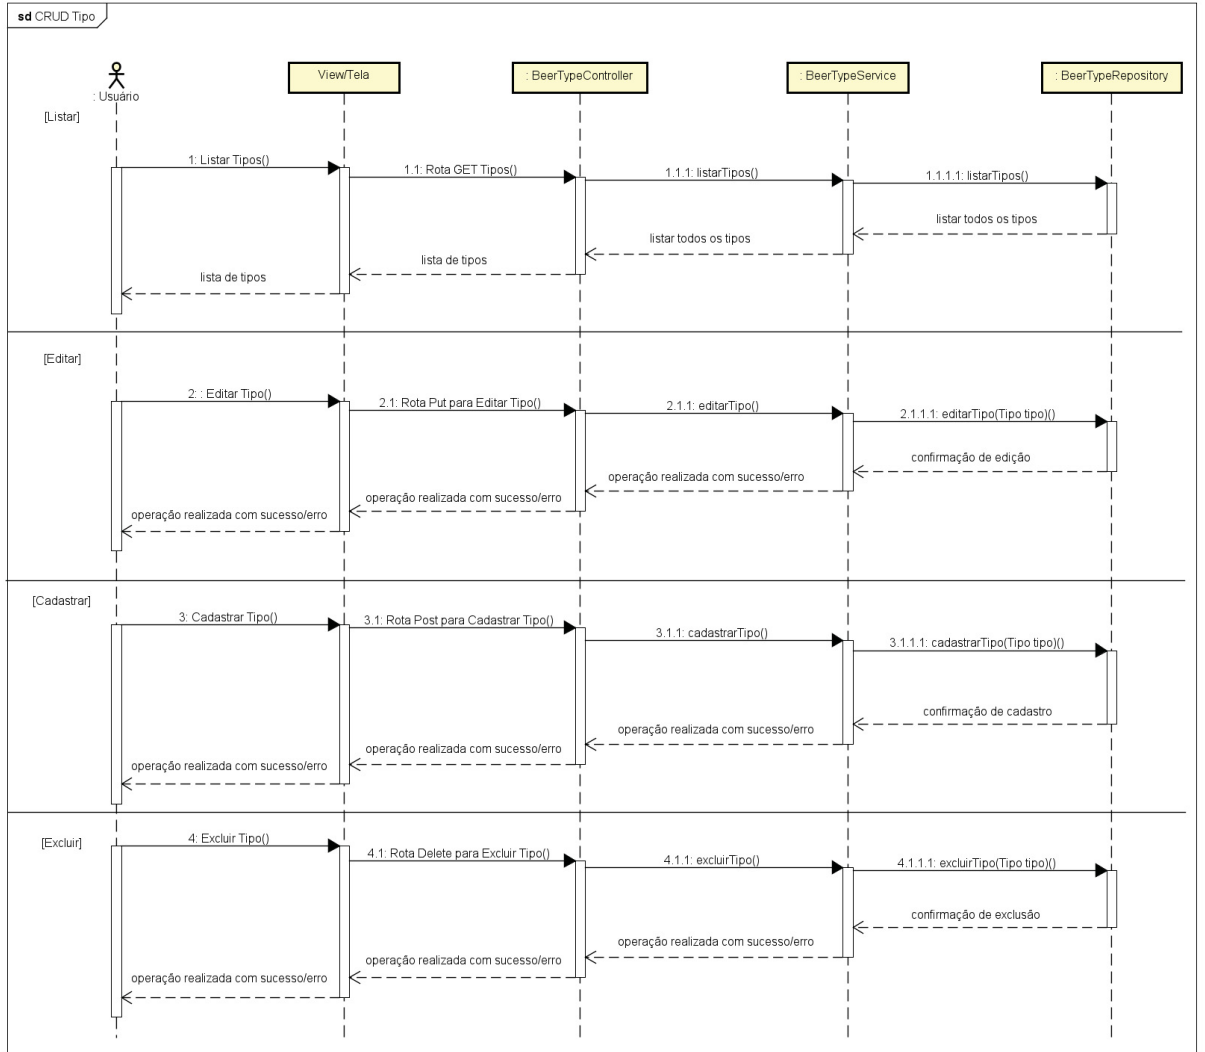 sd CRUD Tipo
: Usuário
View/Tela
: BeerTypeController
: BeerTypeService
: BeerTypeRepository
[Listar]
1: Listar Tipos()
1.1: Rota GET Tipos()
1.1.1: listarTipos()
1.1.1.1: listarTipos()
listar todos os tipos
listar todos os tipos
lista de tipos
lista de tipos
[Editar]
2: : Editar Tipo()
2.1: Rota Put para Editar Tipo()
2.1.1: editarTipo()
2.1.1.1: editarTipo(Tipo tipo)()
confirmação de edição
operação realizada com sucesso/erro
operação realizada com sucesso/erro
operação realizada com sucesso/erro
[Cadastrar]
3: Cadastrar Tipo()
3.1: Rota Post para Cadastrar Tipo()
3.1.1: cadastrarTipo()
3.1.1.1: cadastrarTipo(Tipo tipo)()
confirmação de cadastro
operação realizada com sucesso/erro
operação realizada com sucesso/erro
operação realizada com sucesso/erro
[Excluir]
4: Excluir Tipo()
4.1: Rota Delete para Excluir Tipo()
4.1.1: excluirTipo()
4.1.1.1: excluirTipo(Tipo tipo)()
confirmação de exclusão
operação realizada com sucesso/erro
operação realizada com sucesso/erro
operação realizada com sucesso/erro